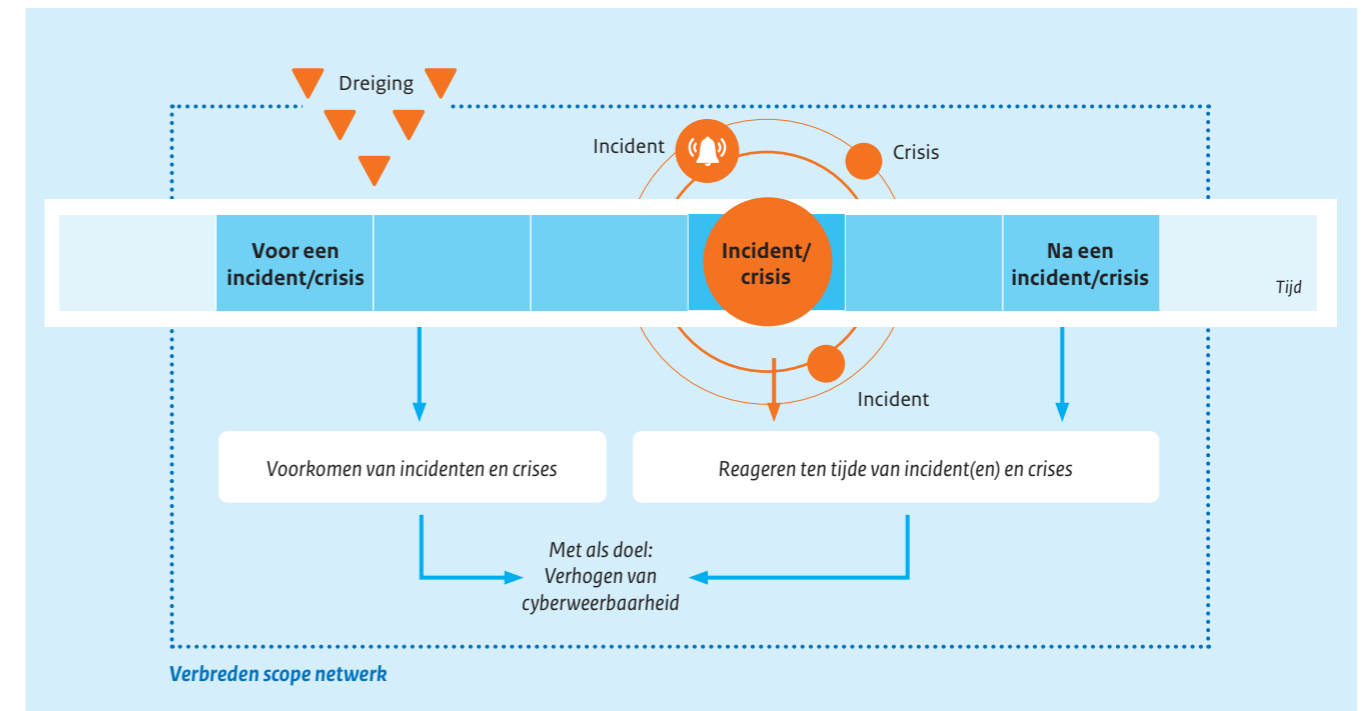 Dreiging
Incident
Crisis
Voor een
incident/crisis
Incident/
crisis
Na een
incident/crisis
Tijd
Incident
Voorkomen van incidenten en crises
Reageren ten tijde van incident(en) en crises
Met als doel:
Verhogen van
cyberweerbaarheid
Verbreden scope netwerk